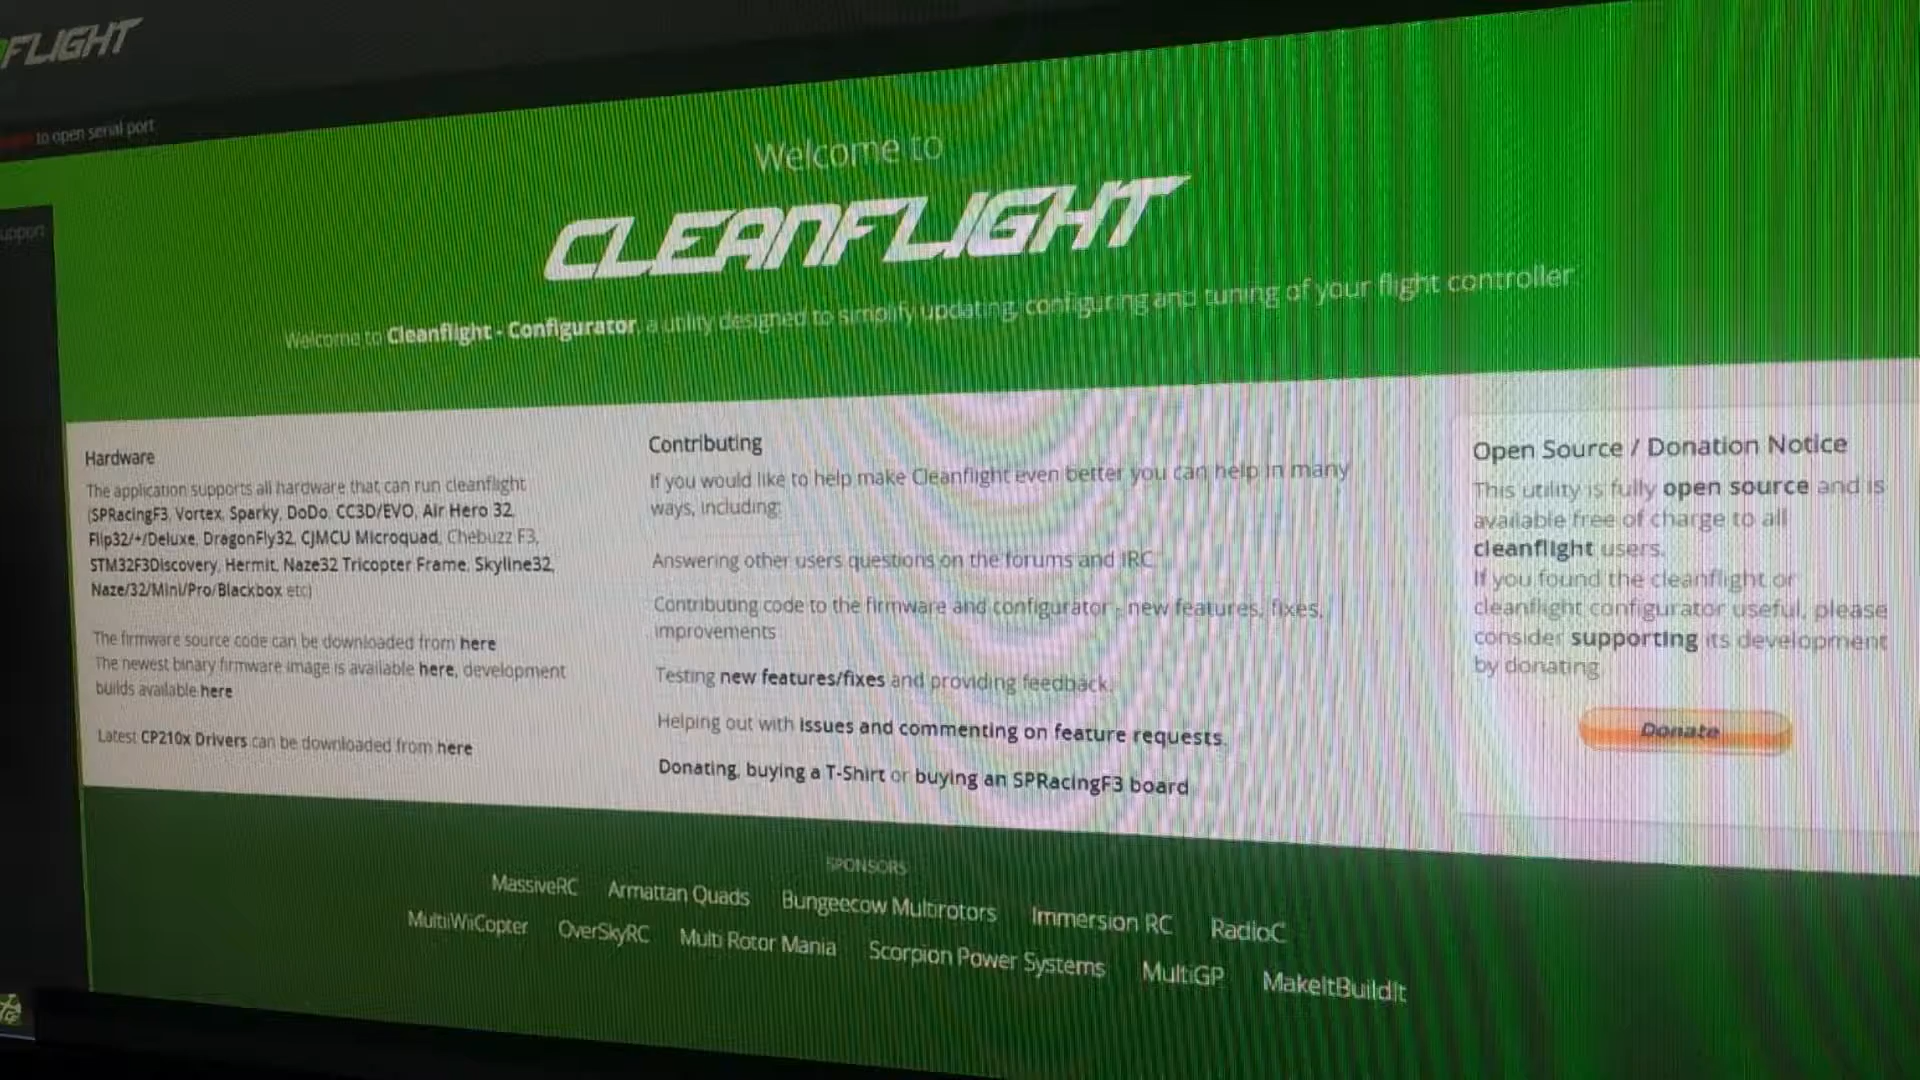 FLIGHT
to open serial port
upport
Welcome to
CLEANFLIGHT
Welcome to Cleanflight - Configurator, a utility designed to simplify updating, configuring and tuning of your flight controller
Hardware
The application supports all hardware that can run cleanflight
(SPRacingF3, Vortex, Sparky, DoDo, CC3D/EVO, Air Hero 32,
Flip32/+/Deluxe, DragonFly32, CJMCU Microquad, Chebuzz F3,
STM32F3Discovery, Hermit, Naze32 Tricopter Frame, Skyline32,
Naze/32/Mini/Pro/Blackbox etc)
The firmware source code can be downloaded from here
The newest binary firmware image is available here, development
builds available here
Latest CP210x Drivers can be downloaded from here
Contributing
If you would like to help make Cleanflight even better you can help in many
ways, including:
Answering other users questions on the forums and IRC
Contributing code to the firmware and configurator - new features, fixes,
improvements
Testing new features/fixes and providing feedback.
Helping out with issues and commenting on feature requests.
Donating, buying a T-Shirt or buying an SPRacingF3 board
Open Source / Donation Notice
This utility is fully open source and is
available free of charge to all
cleanflight users.
If you found the cleanflight or
cleanflight configurator useful, please
consider supporting its development
by donating
Donate
SPONSORS
MassiveRC Armattan Quads Bungeecow Multirotors Immersion RC RadioC
MultiWiiCopter OverSkyRC Multi Rotor Mania Scorpion Power Systems MultiGP MakeItBuildIt